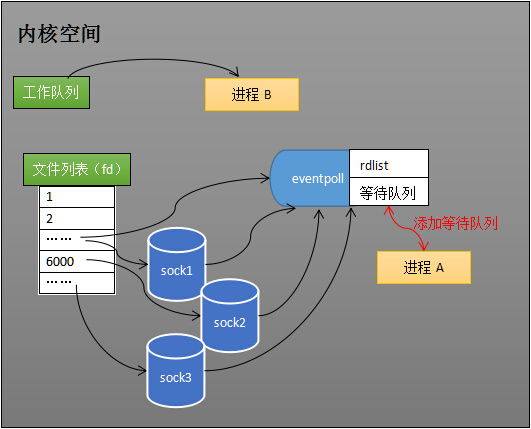 内核空间
工作队列
进程 B
文件列表（fd）
1
2
……
6000
……
eventpoll
rdlist
等待队列
添加等待队列
进程 A
sock1
sock2
sock3